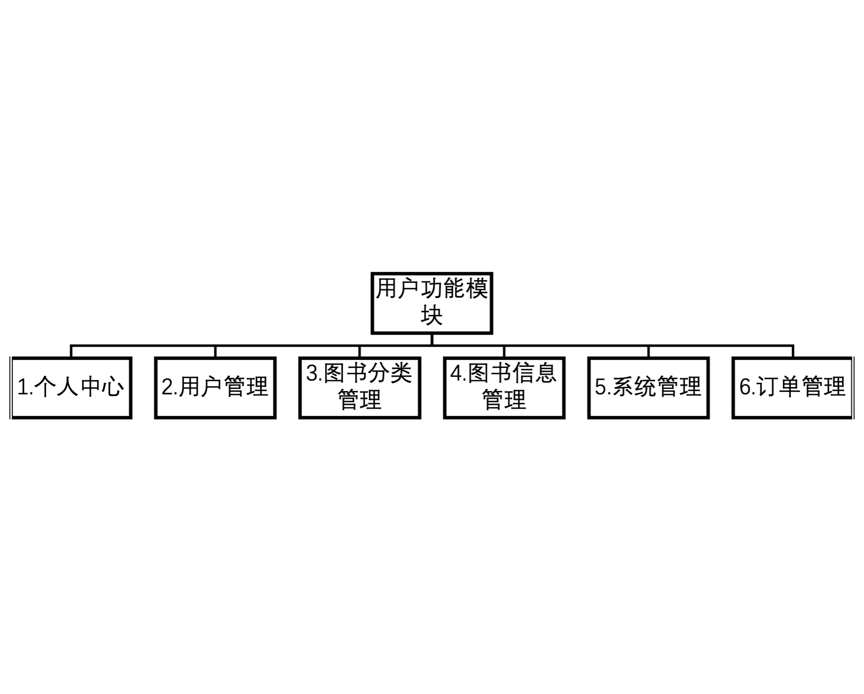 用户功能模
块
1.个人中心
2.用户管理
3.图书分类
管理
4.图书信息
管理
5.系统管理
6.订单管理